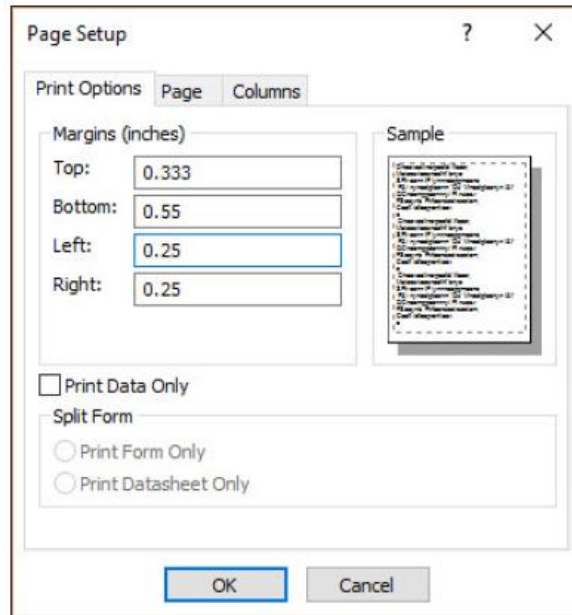 Page Setup ?
Print Options Page Columns
Margins (inches)
Top: 0.333
Bottom: 0.55
Left: 0.25
Right: 0.25
Sample
Print Data Only
Split Form
Print Form Only
Print Datasheet Only
OK Cancel